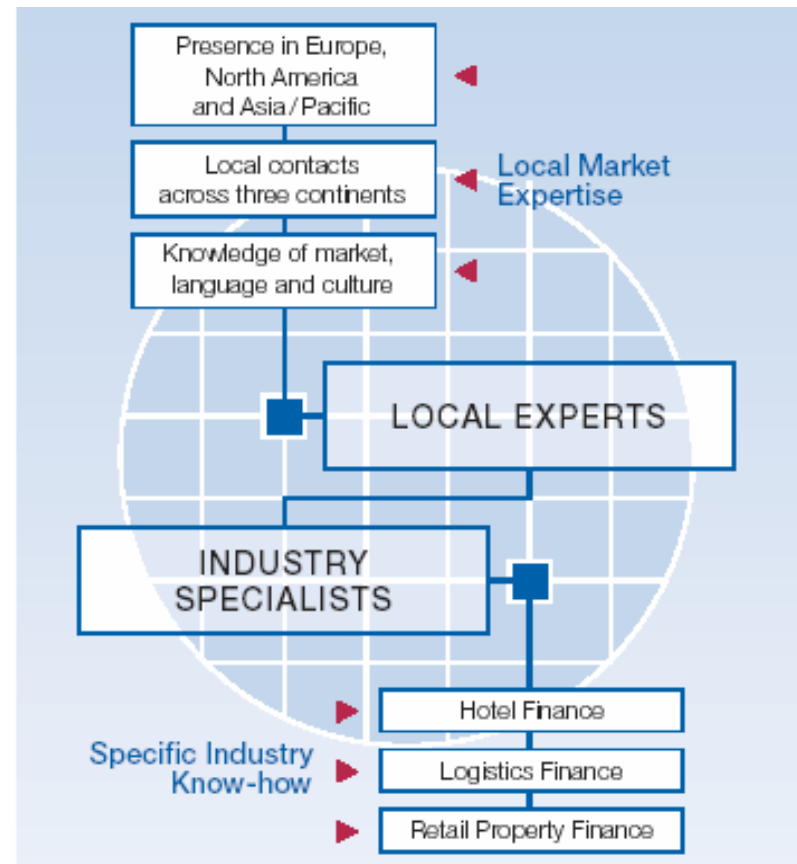 Presence in Europe,
North America
and Asia / Pacific
Local contacts
across three continents
Local Market
Expertise
Knowledge of market,
language and culture
LOCAL EXPERTS
INDUSTRY
SPECIALISTS
Hotel Finance
Specific Industry
Know-how
Logistics Finance
Retail Property Finance